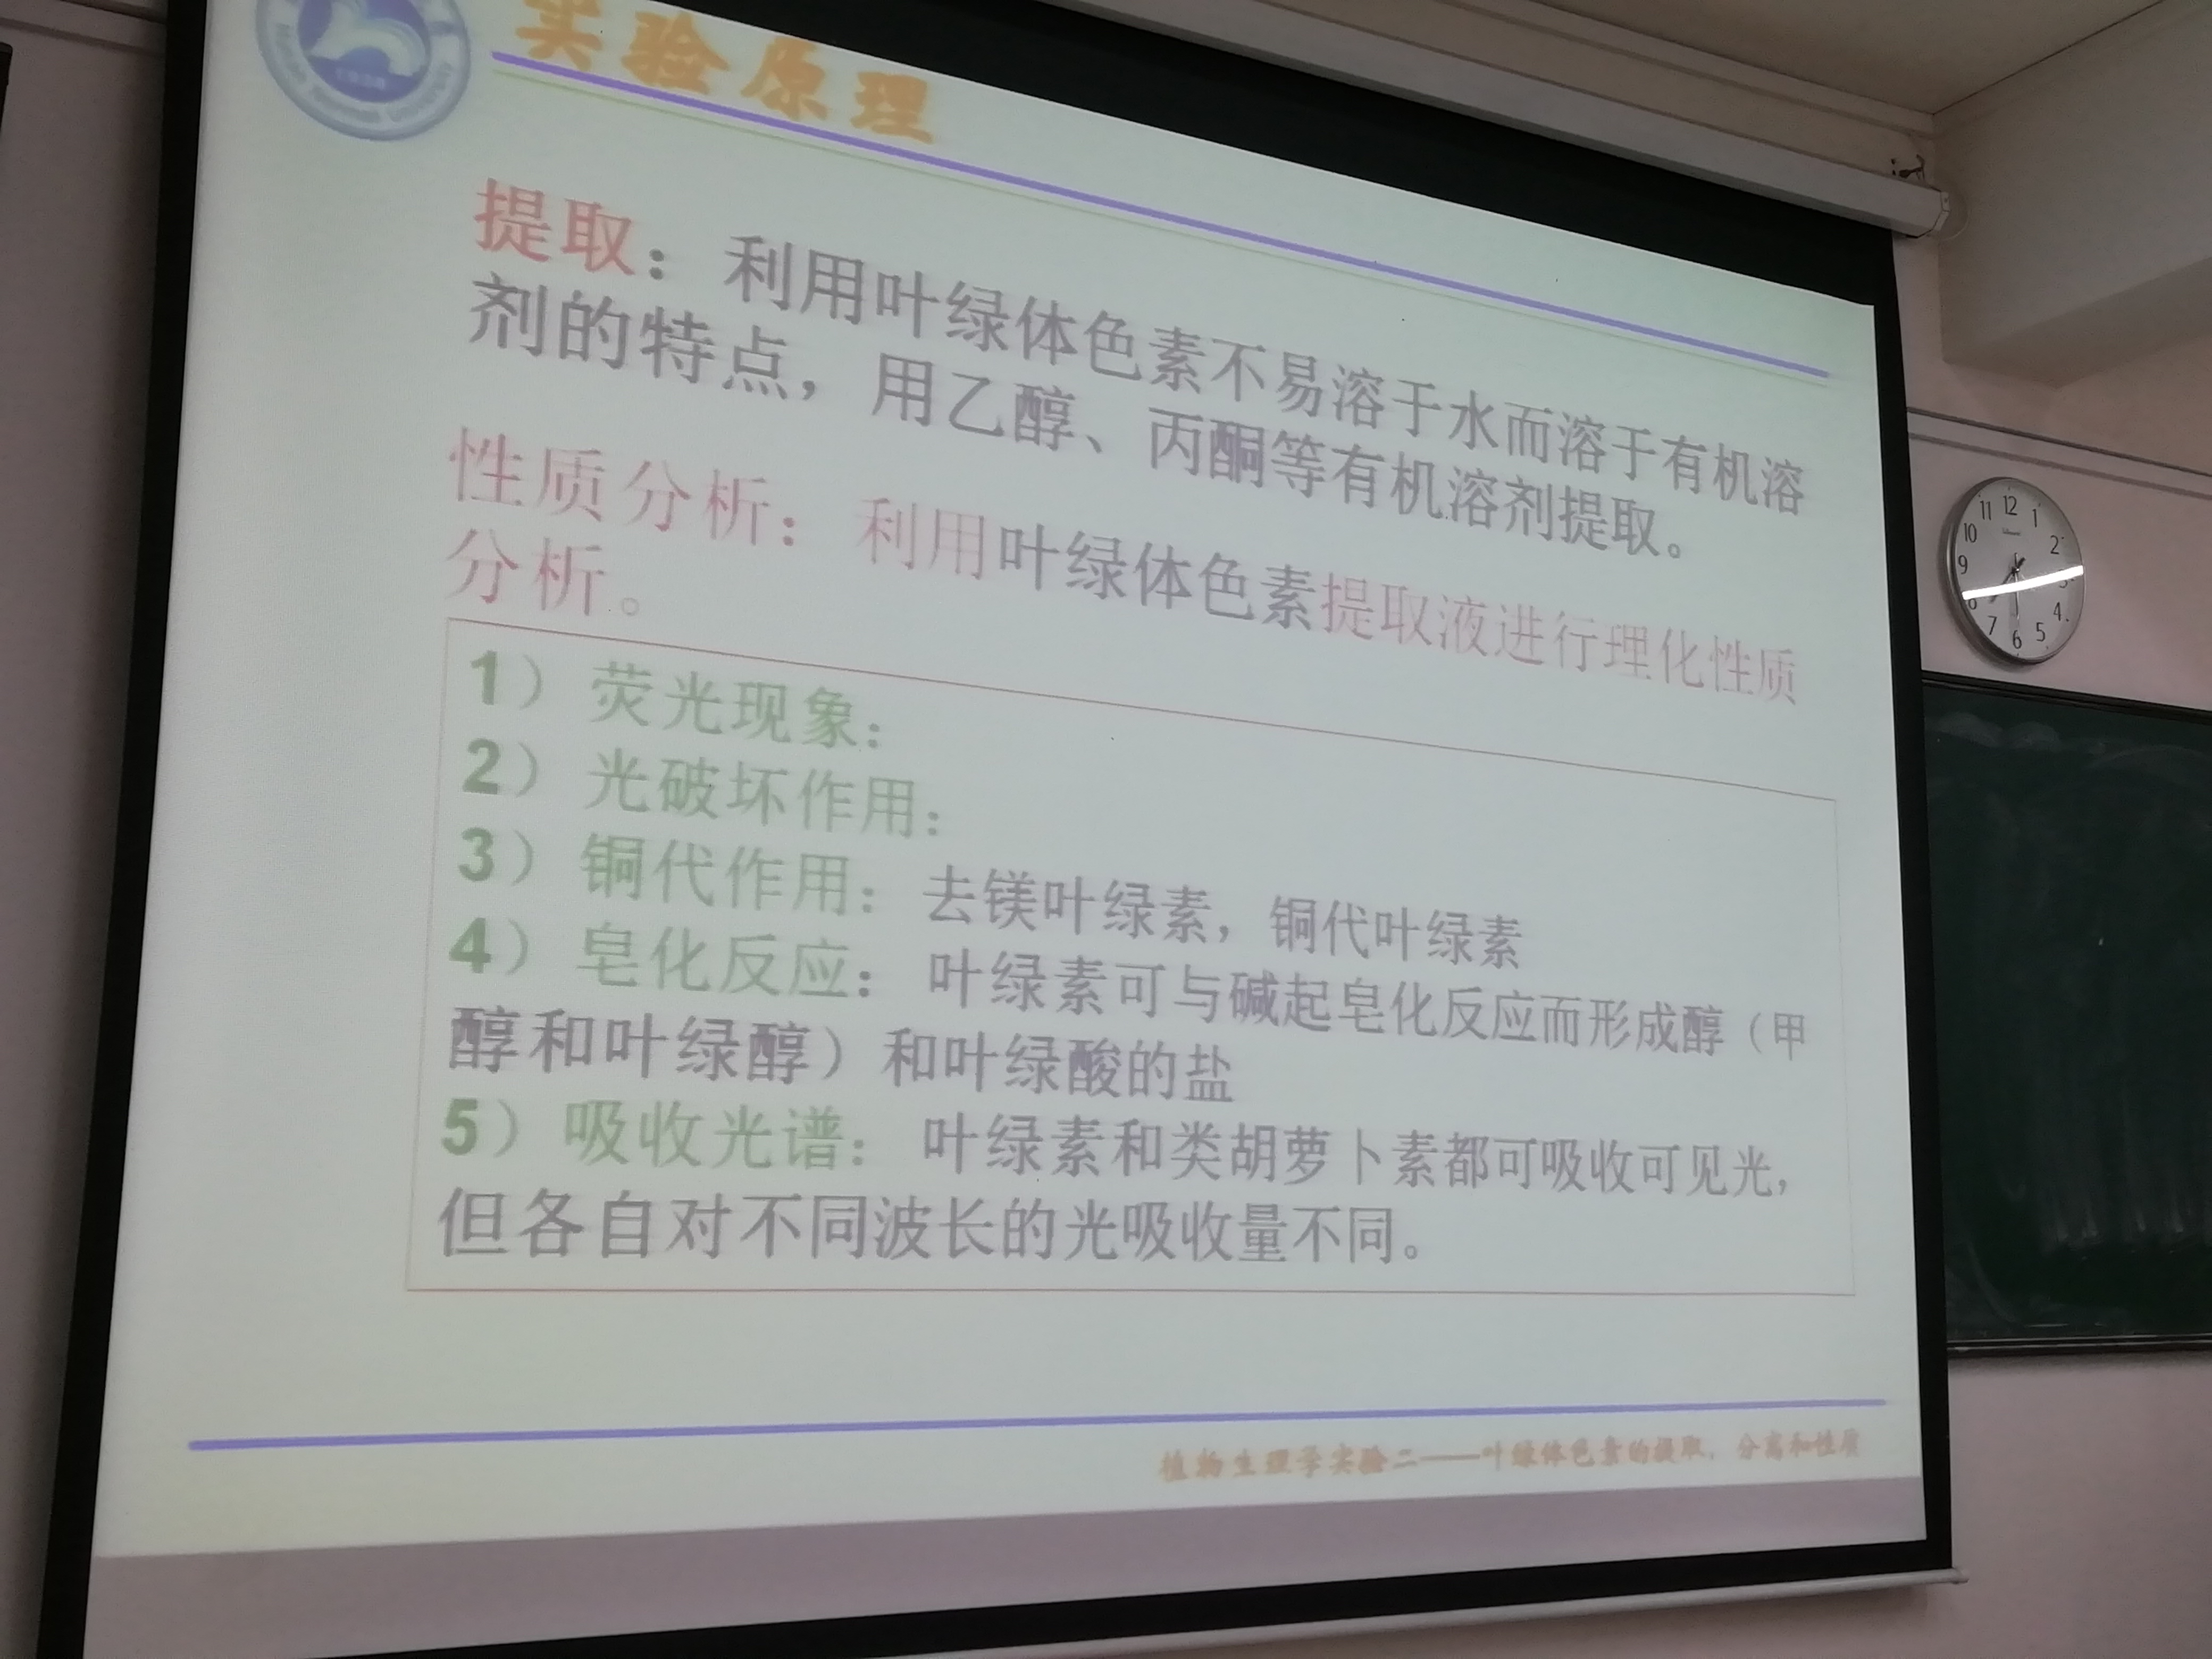 实验原理
提取：利用叶绿体色素不易溶于水而溶于有机溶
剂的特点，用乙醇、丙酮等有机溶剂提取。
性质分析：利用叶绿体色素提取液进行理化性质
分析。
1）荧光现象：
2）光破坏作用：
3）铜代作用：去镁叶绿素，铜代叶绿素
4）皂化反应：叶绿素可与碱起皂化反应而形成醇（甲
醇和叶绿醇）和叶绿酸的盐
5）吸收光谱：叶绿素和类胡萝卜素都可吸收可见光，
但各自对不同波长的光吸收量不同。
植物生理学实验二——叶绿体色素的提取、分离和性质
11 12 1
10 2
9 3
8 4
7 6 5